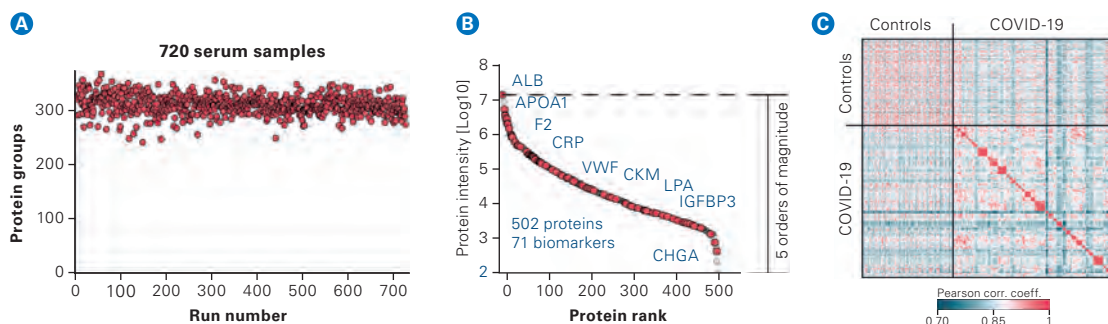 A
720 serum samples
Protein groups
300
200
100
0
0 100 200 300 400 500 600 700
Run number
B
Protein intensity [Log10]
8
7
6
5
4
3
2
ALB
APOA1
F2
CRP
VWF
CKM
LPA
IGFBP3
502 proteins
71 biomarkers
CHGA
5 orders of magnitude
0 100 200 300 400 500
Protein rank
C
Controls COVID-19
Controls
COVID-19
Pearson corr. coeff.
0.70 0.85 1